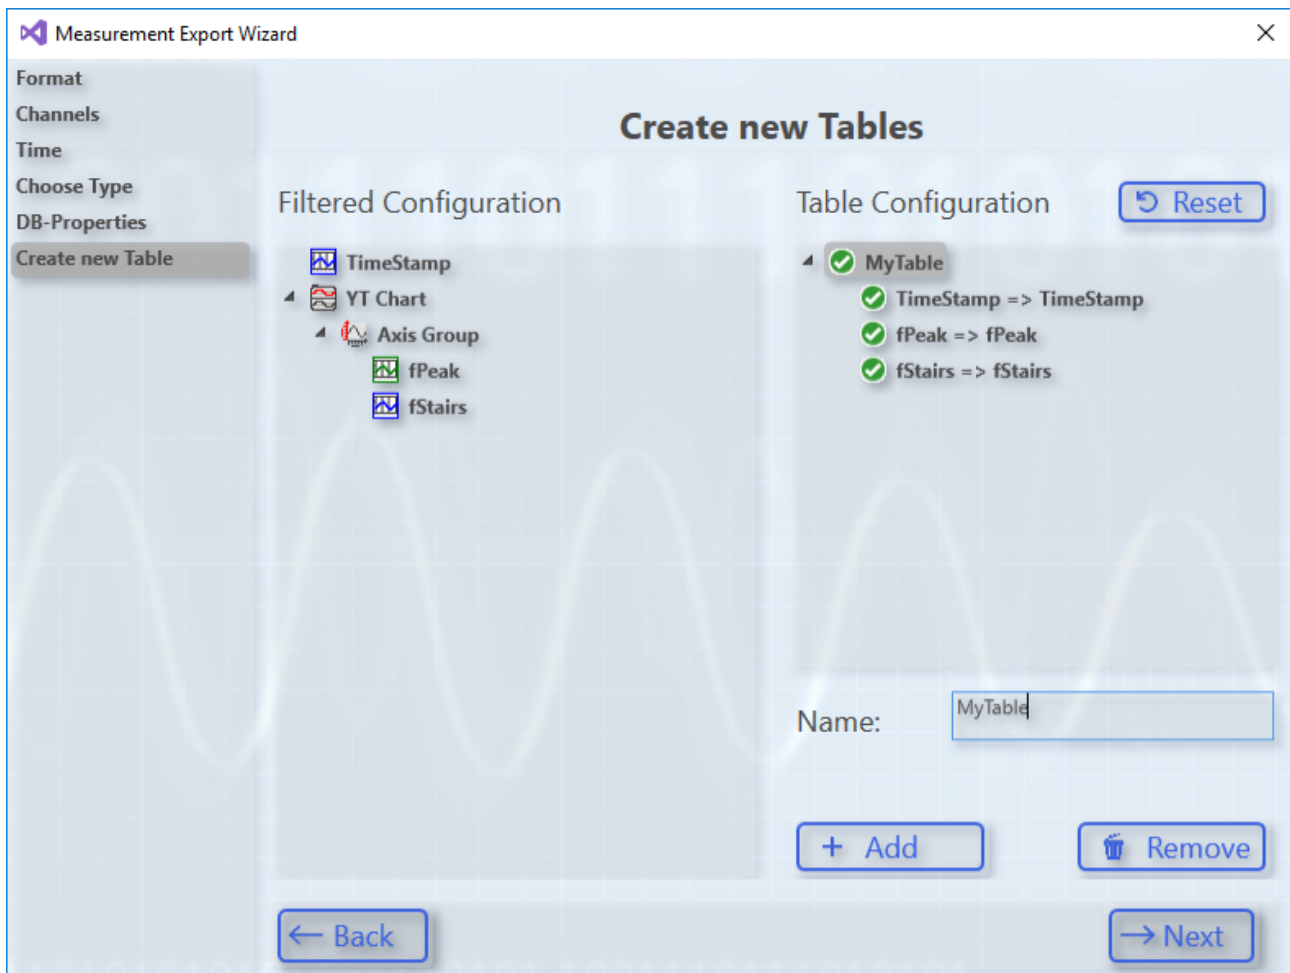 Measurement Export Wizard
Format
Channels
Time
Choose Type
DB-Properties
Create new Table
Create new Tables
Filtered Configuration
TimeStamp
YT Chart
Axis Group
fPeak
fStairs
Table Configuration
Reset
MyTable
TimeStamp => TimeStamp
fPeak => fPeak
fStairs => fStairs
Name:
MyTable
+ Add
Remove
← Back
→ Next